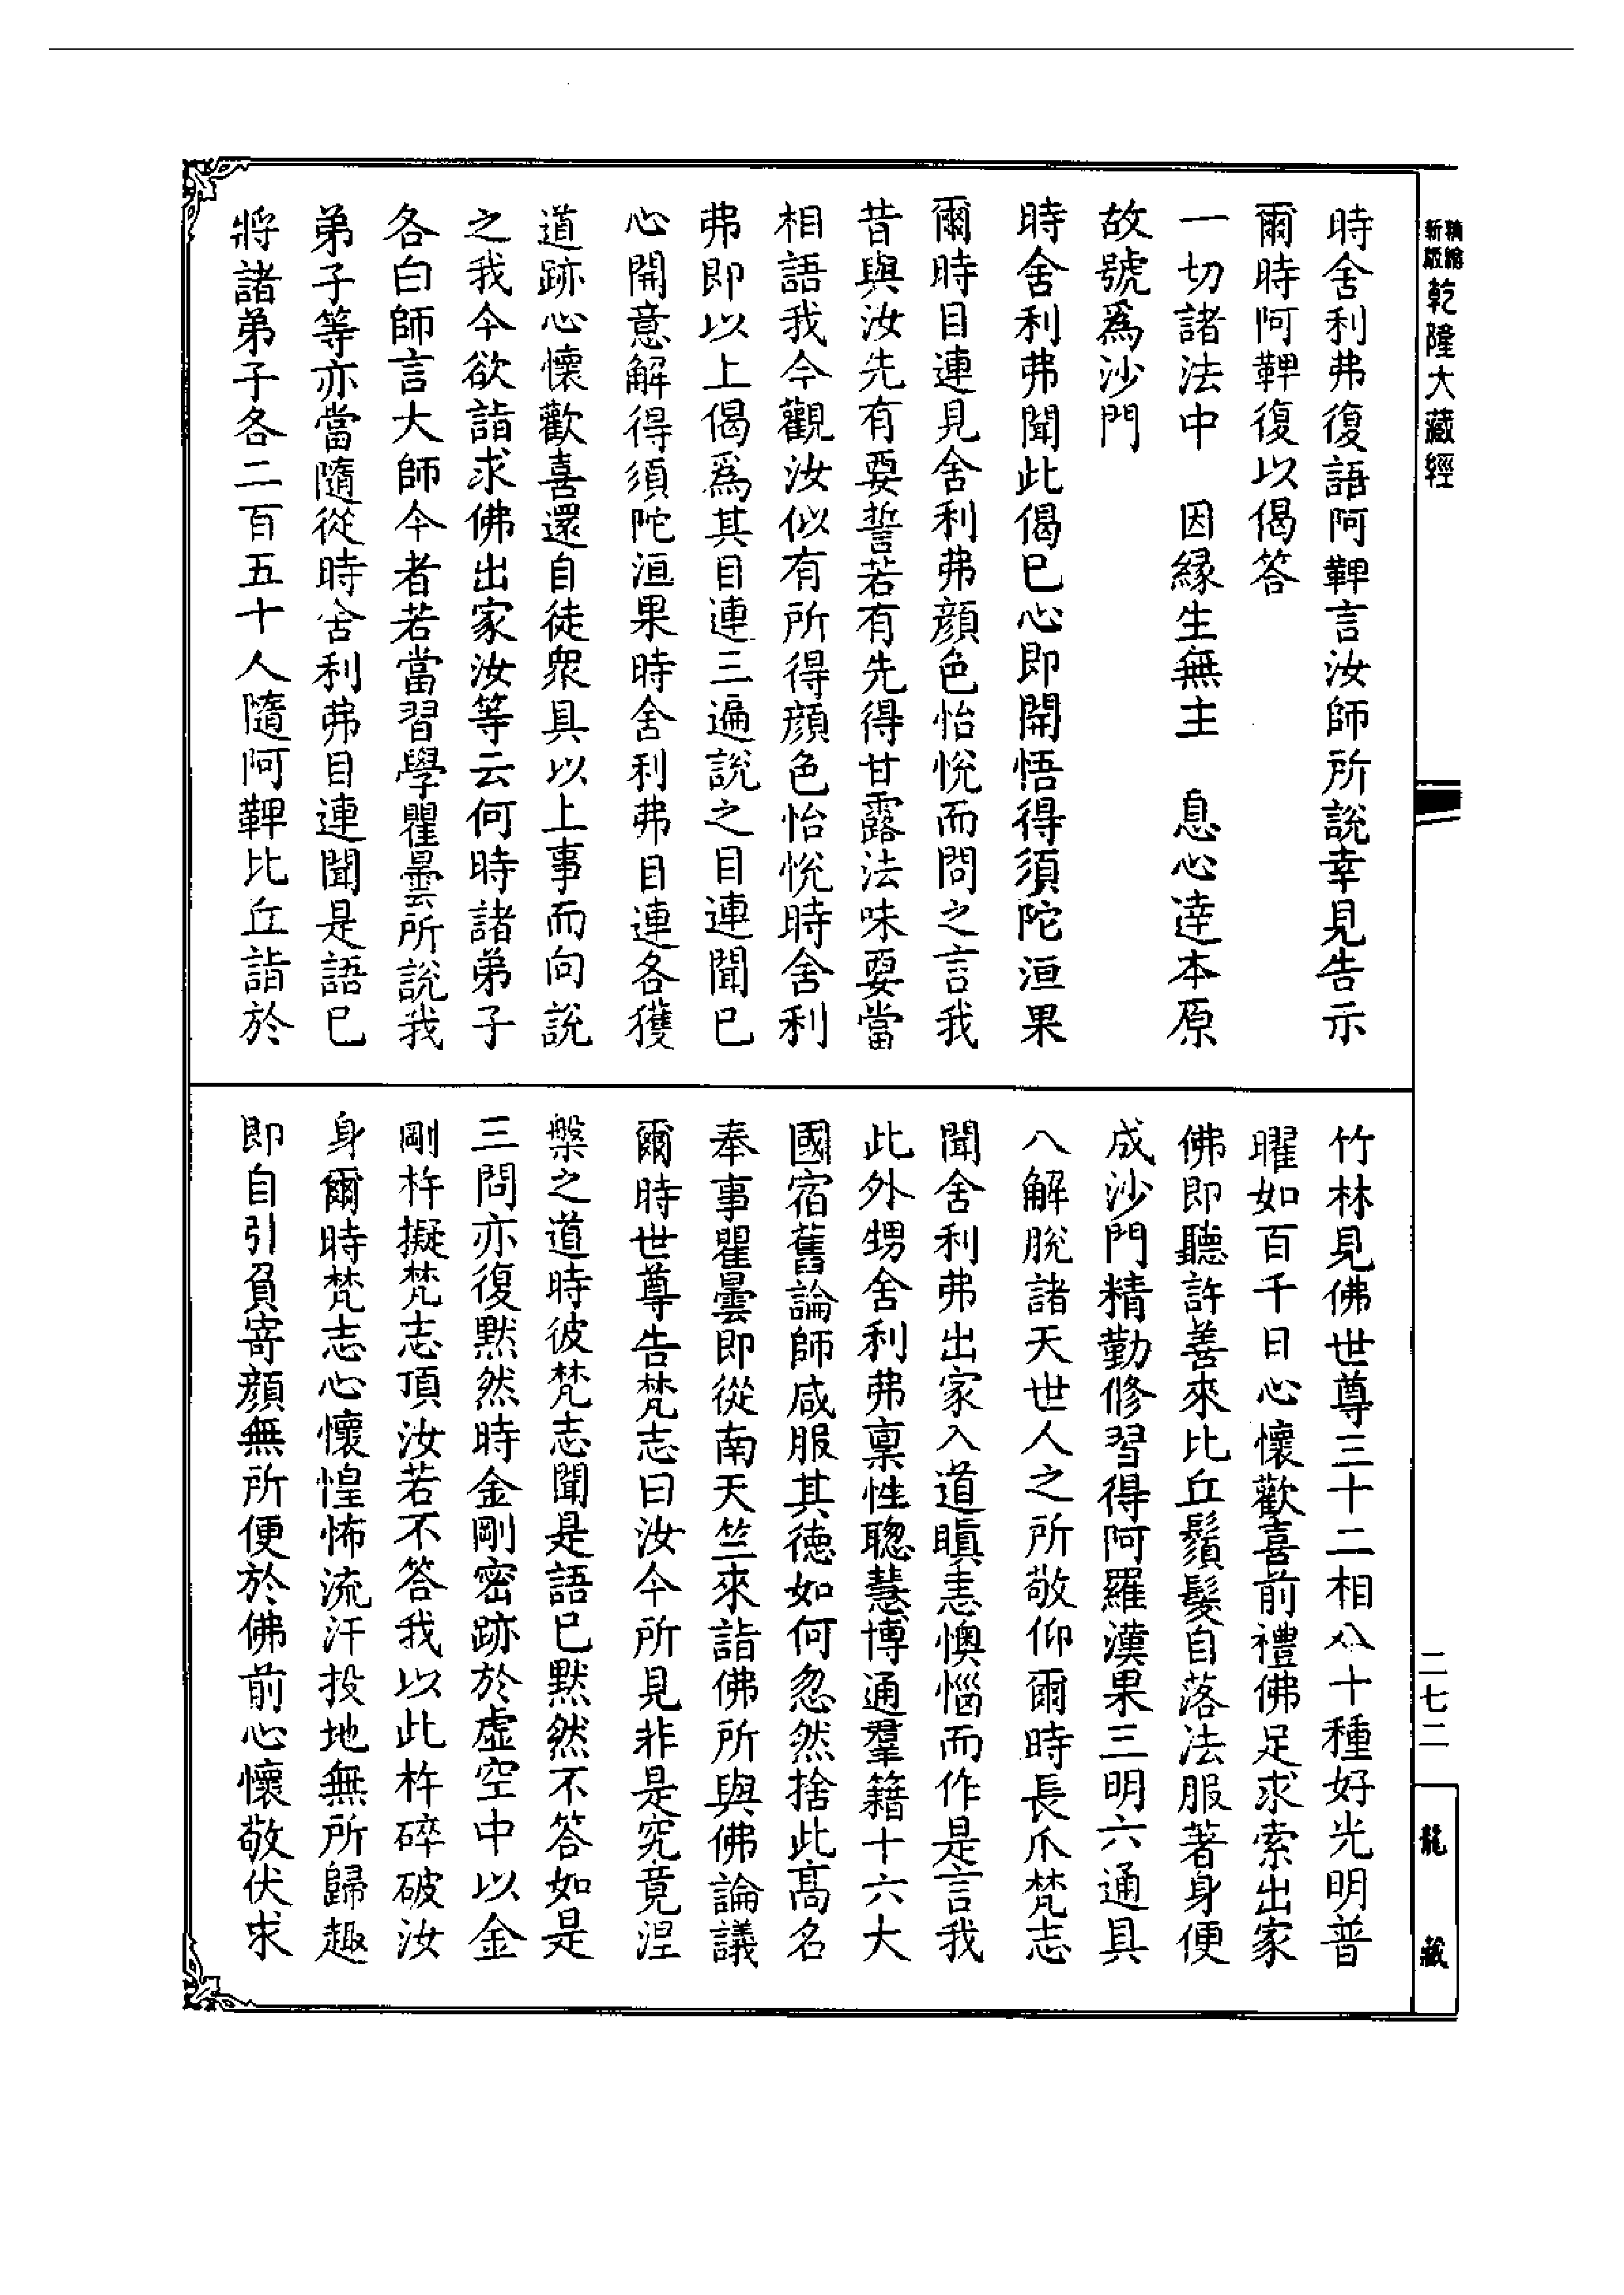 精縮新版乾隆大藏經
時舍利弗復語阿鞞言汝師所說幸見告示
爾時阿鞞復以偈答
一切諸法中　因緣生無主　息心達本原
故號爲沙門
時舍利弗聞此偈已心即開悟得須陀洹果
爾時目連見舍利弗顏色怡悅而問之言我
昔與汝先有要誓若有先得甘露法味要當
相語我今觀汝似有所得顏色怡悅時舍利
弗即以上偈爲其目連三遍說之目連聞已
心開意解得須陀洹果時舍利弗目連各獲
道跡心懷歡喜還自徒衆具以上事而向說
之我今欲詣求佛出家汝等云何時諸弟子
各白師言大師今者若當習學瞿曇所說我
弟子等亦當隨從時舍利弗目連聞是語已
將諸弟子各二百五十人隨阿鞞比丘詣於
竹林見佛世尊三十二相八十種好光明普
曜如百千日心懷歡喜前禮佛足求索出家
佛即聽許善來比丘鬚髮自落法服著身便
成沙門精勤修習得阿羅漢果三明六通具
八解脫諸天世人之所敬仰爾時長爪梵志
聞舍利弗出家入道瞋恚懊惱而作是言我
此外甥舍利弗稟性聰慧博通羣籍十六大
國宿舊論師咸服其德如何忽然捨此高名
奉事瞿曇即從南天竺來詣佛所與佛論議
爾時世尊告梵志曰汝今所見非是究竟涅
槃之道時彼梵志聞是語已默然不答如是
三問亦復默然時金剛密跡於虛空中以金
剛杵擬梵志頂汝若不答我以此杵碎破汝
身爾時梵志心懷惶怖流汗投地無所歸趣
即自引負寄顏無所便於佛前心懷敬伏求
二七二
龍藏